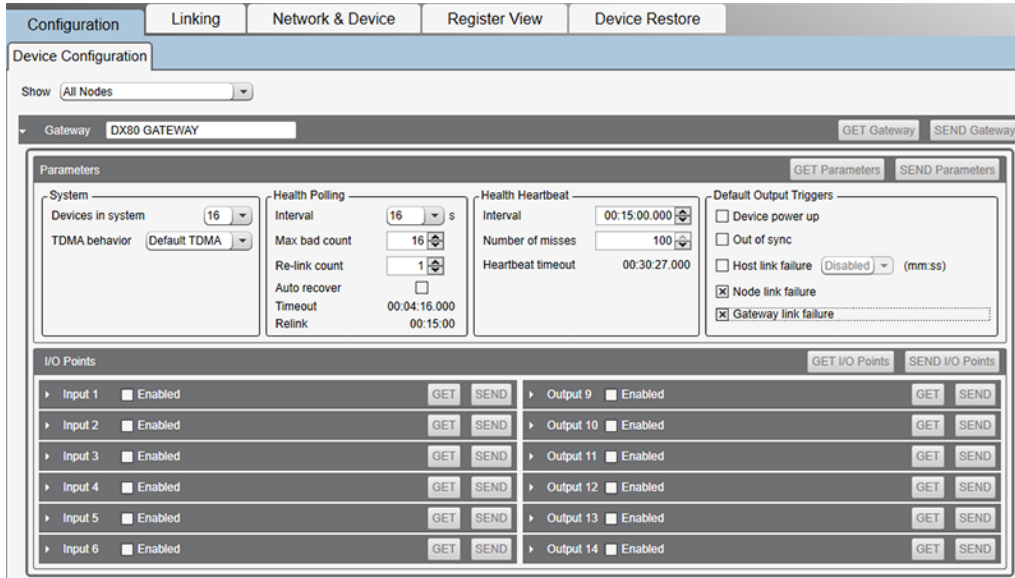 Configuration Linking Network & Device Register View Device Restore
Device Configuration
Show All Nodes
Gateway DX80 GATEWAY GET Gateway SEND Gateway
Parameters GET Parameters SEND Parameters
System Health Polling Health Heartbeat Default Output Triggers
Devices in system 16 Interval 16 s Interval 00:15:00.000 Device power up
TDMA behavior Default TDMA Max bad count 16 Number of misses 100 Out of sync
Re-link count 1 Heartbeat timeout 00:30:27.000 Host link failure Disabled (mm:ss)
Auto recover Node link failure
Timeout 00:04:16.000 Gateway link failure
Relink 00:15:00
I/O Points GET I/O Points SEND I/O Points
Input 1 Enabled GET SEND Output 9 Enabled GET SEND
Input 2 Enabled GET SEND Output 10 Enabled GET SEND
Input 3 Enabled GET SEND Output 11 Enabled GET SEND
Input 4 Enabled GET SEND Output 12 Enabled GET SEND
Input 5 Enabled GET SEND Output 13 Enabled GET SEND
Input 6 Enabled GET SEND Output 14 Enabled GET SEND